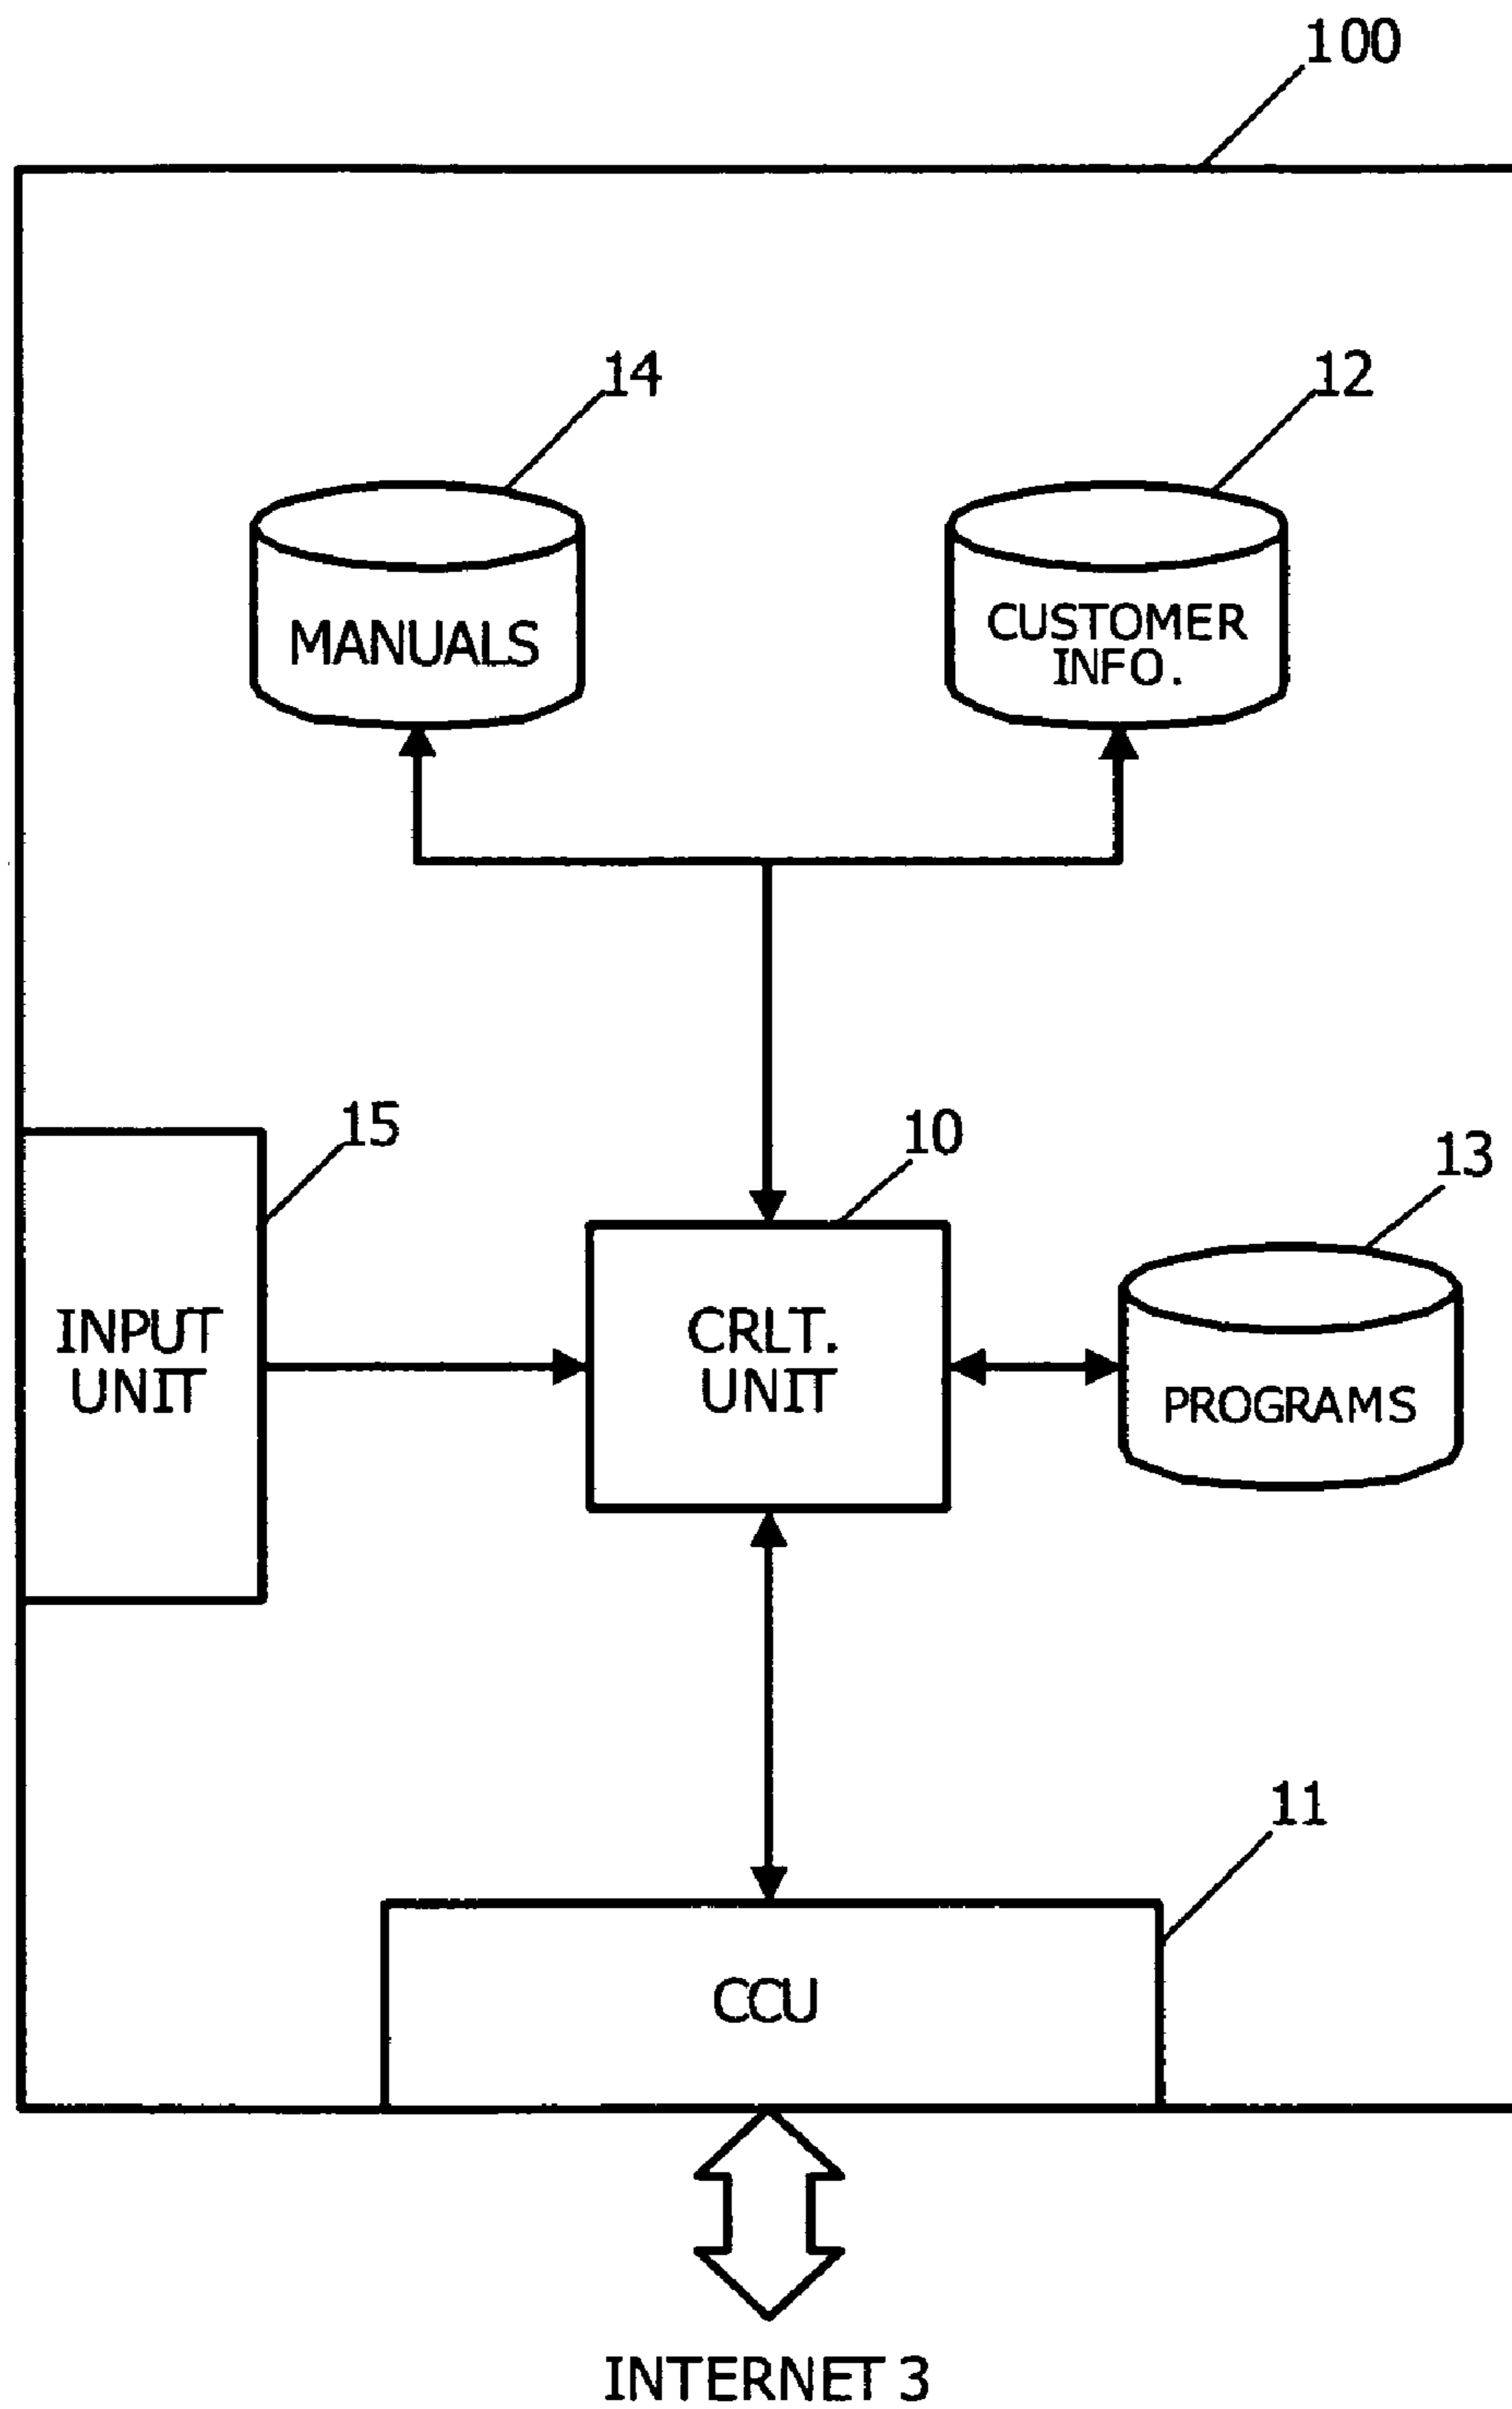 100
14
12
MANUALS
CUSTOMER
INFO.
15
10
13
INPUT
UNIT
CRLT.
UNIT
PROGRAMS
11
CCU
INTERNET 3